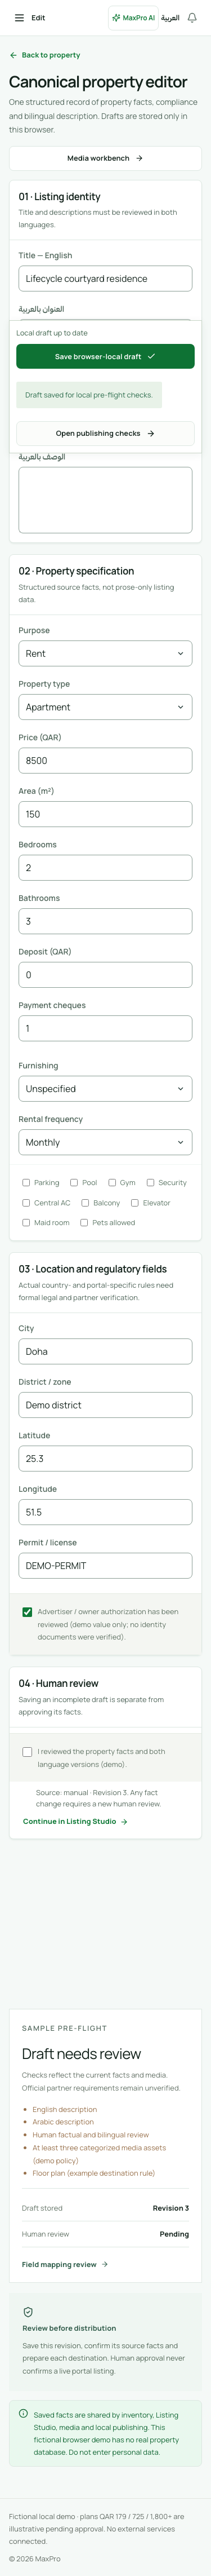 Edit
MaxPro AI
العربية
Back to property
Canonical property editor
One structured record of property facts, compliance
and bilingual description. Drafts are stored only in
this browser.
Media workbench
01 · Listing identity
Title and descriptions must be reviewed in both
languages.
Title — English
Lifecycle courtyard residence
العنوان بالعربية
Local draft up to date
Save browser-local draft
Draft saved for local pre-flight checks.
Open publishing checks
الوصف بالعربية
02 · Property specification
Structured source facts, not prose-only listing
data.
Purpose
Rent
Property type
Apartment
Price (QAR)
8500
Area (m²)
150
Bedrooms
2
Bathrooms
3
Deposit (QAR)
0
Payment cheques
1
Furnishing
Unspecified
Rental frequency
Monthly
Parking
Pool
Gym
Security
Central AC
Balcony
Elevator
Maid room
Pets allowed
03 · Location and regulatory fields
Actual country- and portal-specific rules need
formal legal and partner verification.
City
Doha
District / zone
Demo district
Latitude
25.3
Longitude
51.5
Permit / license
DEMO-PERMIT
Advertiser / owner authorization has been
reviewed (demo value only; no identity
documents were verified).
04 · Human review
Saving an incomplete draft is separate from
approving its facts.
I reviewed the property facts and both
language versions (demo).
Source: manual · Revision 3. Any fact
change requires a new human review.
Continue in Listing Studio
SAMPLE PRE-FLIGHT
Draft needs review
Checks reflect the current facts and media.
Official partner requirements remain unverified.
English description
Arabic description
Human factual and bilingual review
At least three categorized media assets
(demo policy)
Floor plan (example destination rule)
Draft stored
Revision 3
Human review
Pending
Field mapping review
Review before distribution
Save this revision, confirm its source facts and
prepare each destination. Human approval never
confirms a live portal listing.
Saved facts are shared by inventory, Listing
Studio, media and local publishing. This
fictional browser demo has no real property
database. Do not enter personal data.
Fictional local demo · plans QAR 179 / 725 / 1,800+ are
illustrative pending approval. No external services
connected.
© 2026 MaxPro